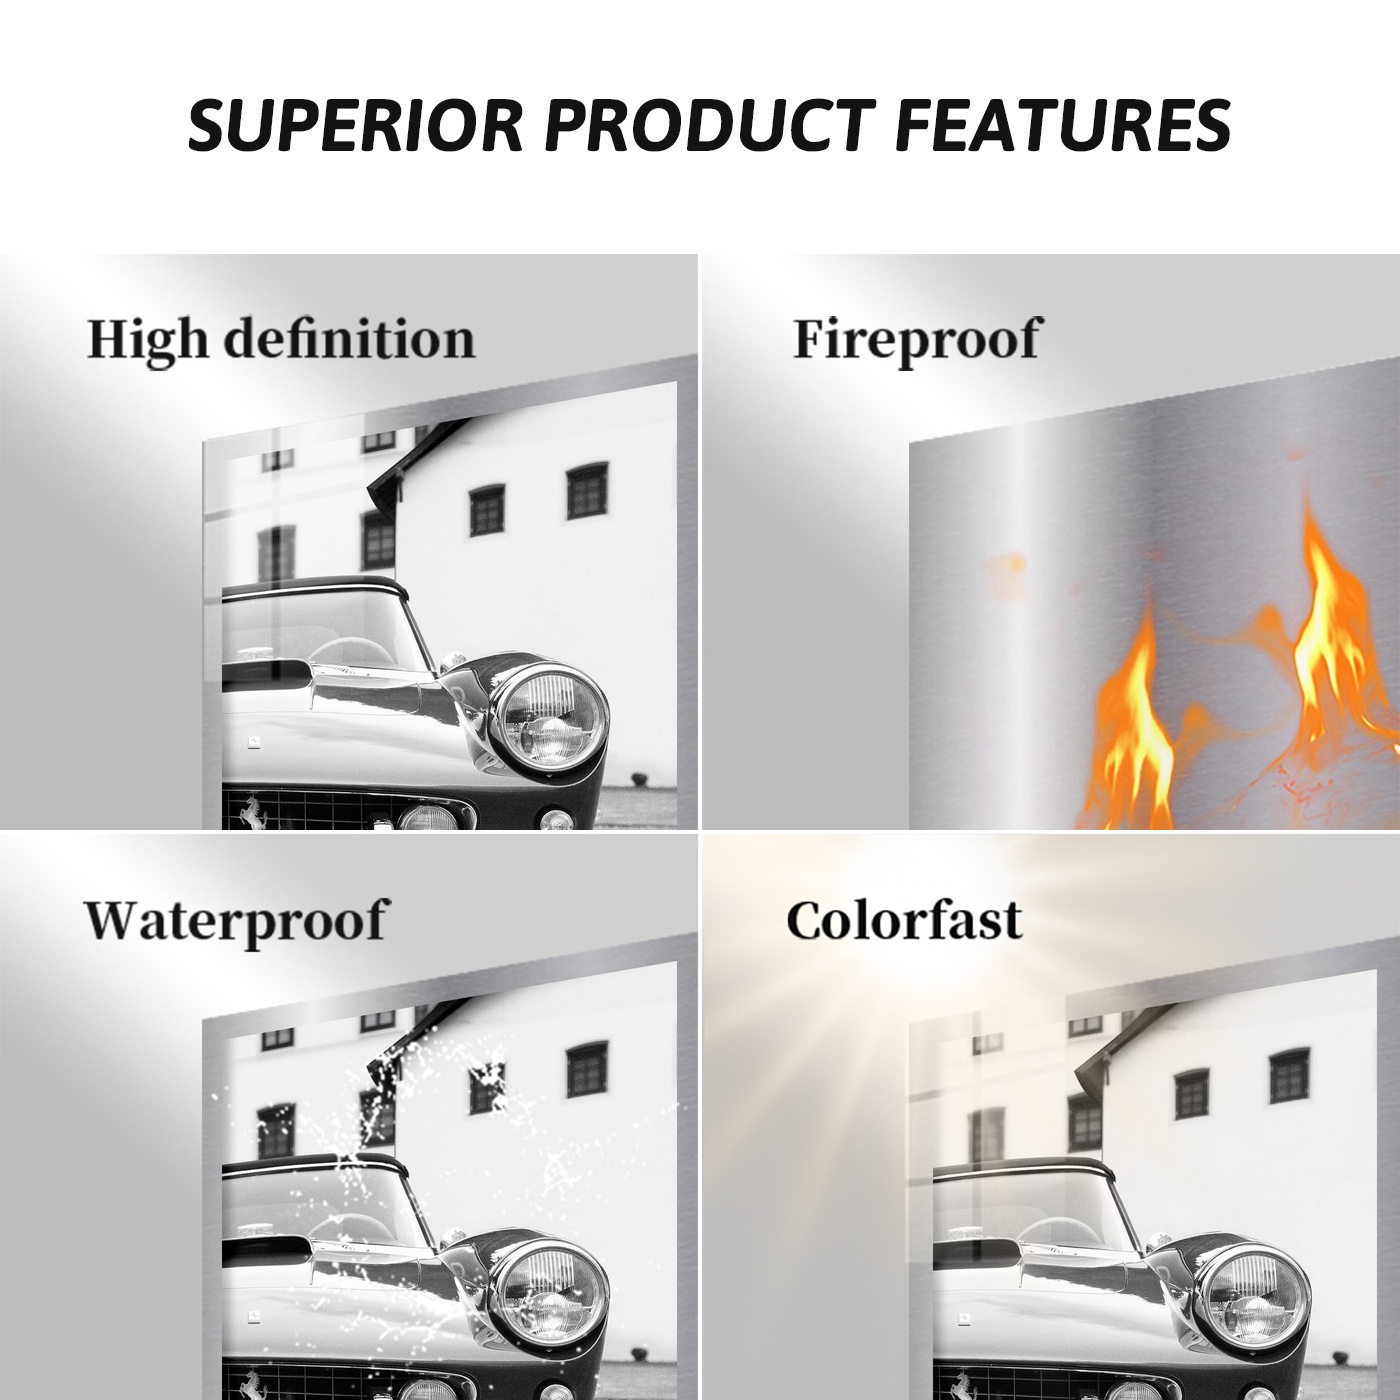 SUPERIOR PRODUCT FEATURES
High definition
Fireproof
Waterproof
Colorfast